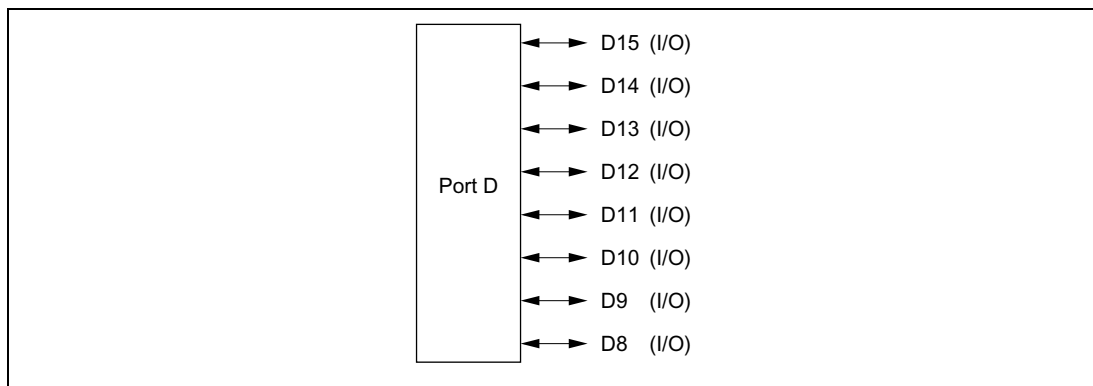 Port D
D15 (I/O)
D14 (I/O)
D13 (I/O)
D12 (I/O)
D11 (I/O)
D10 (I/O)
D9 (I/O)
D8 (I/O)